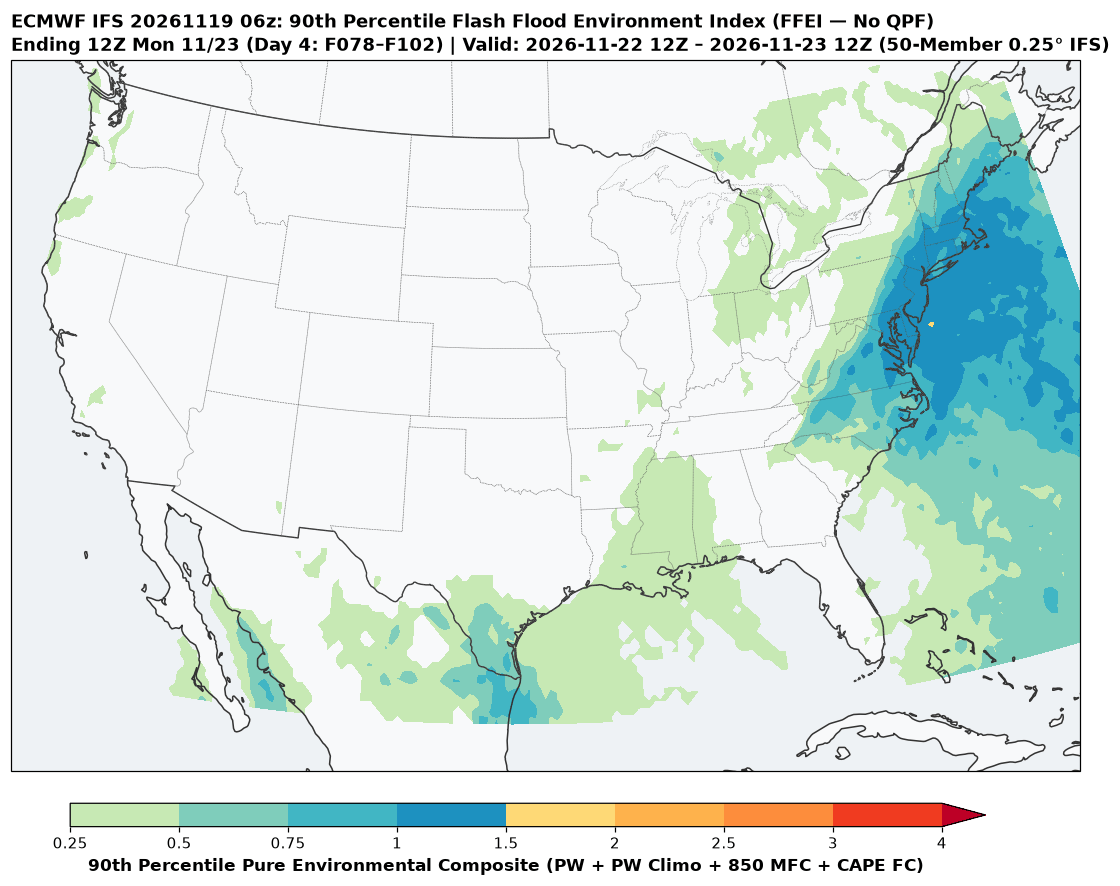 ECMWF IFS 20261119 06z: 90th Percentile Flash Flood Environment Index (FFEI — No QPF)
Ending 12Z Mon 11/23 (Day 4: F078–F102) | Valid: 2026-11-22 12Z – 2026-11-23 12Z (50-Member 0.25° IFS)
0.25 0.5 0.75 1 1.5 2 2.5 3 4
90th Percentile Pure Environmental Composite (PW + PW Climo + 850 MFC + CAPE FC)